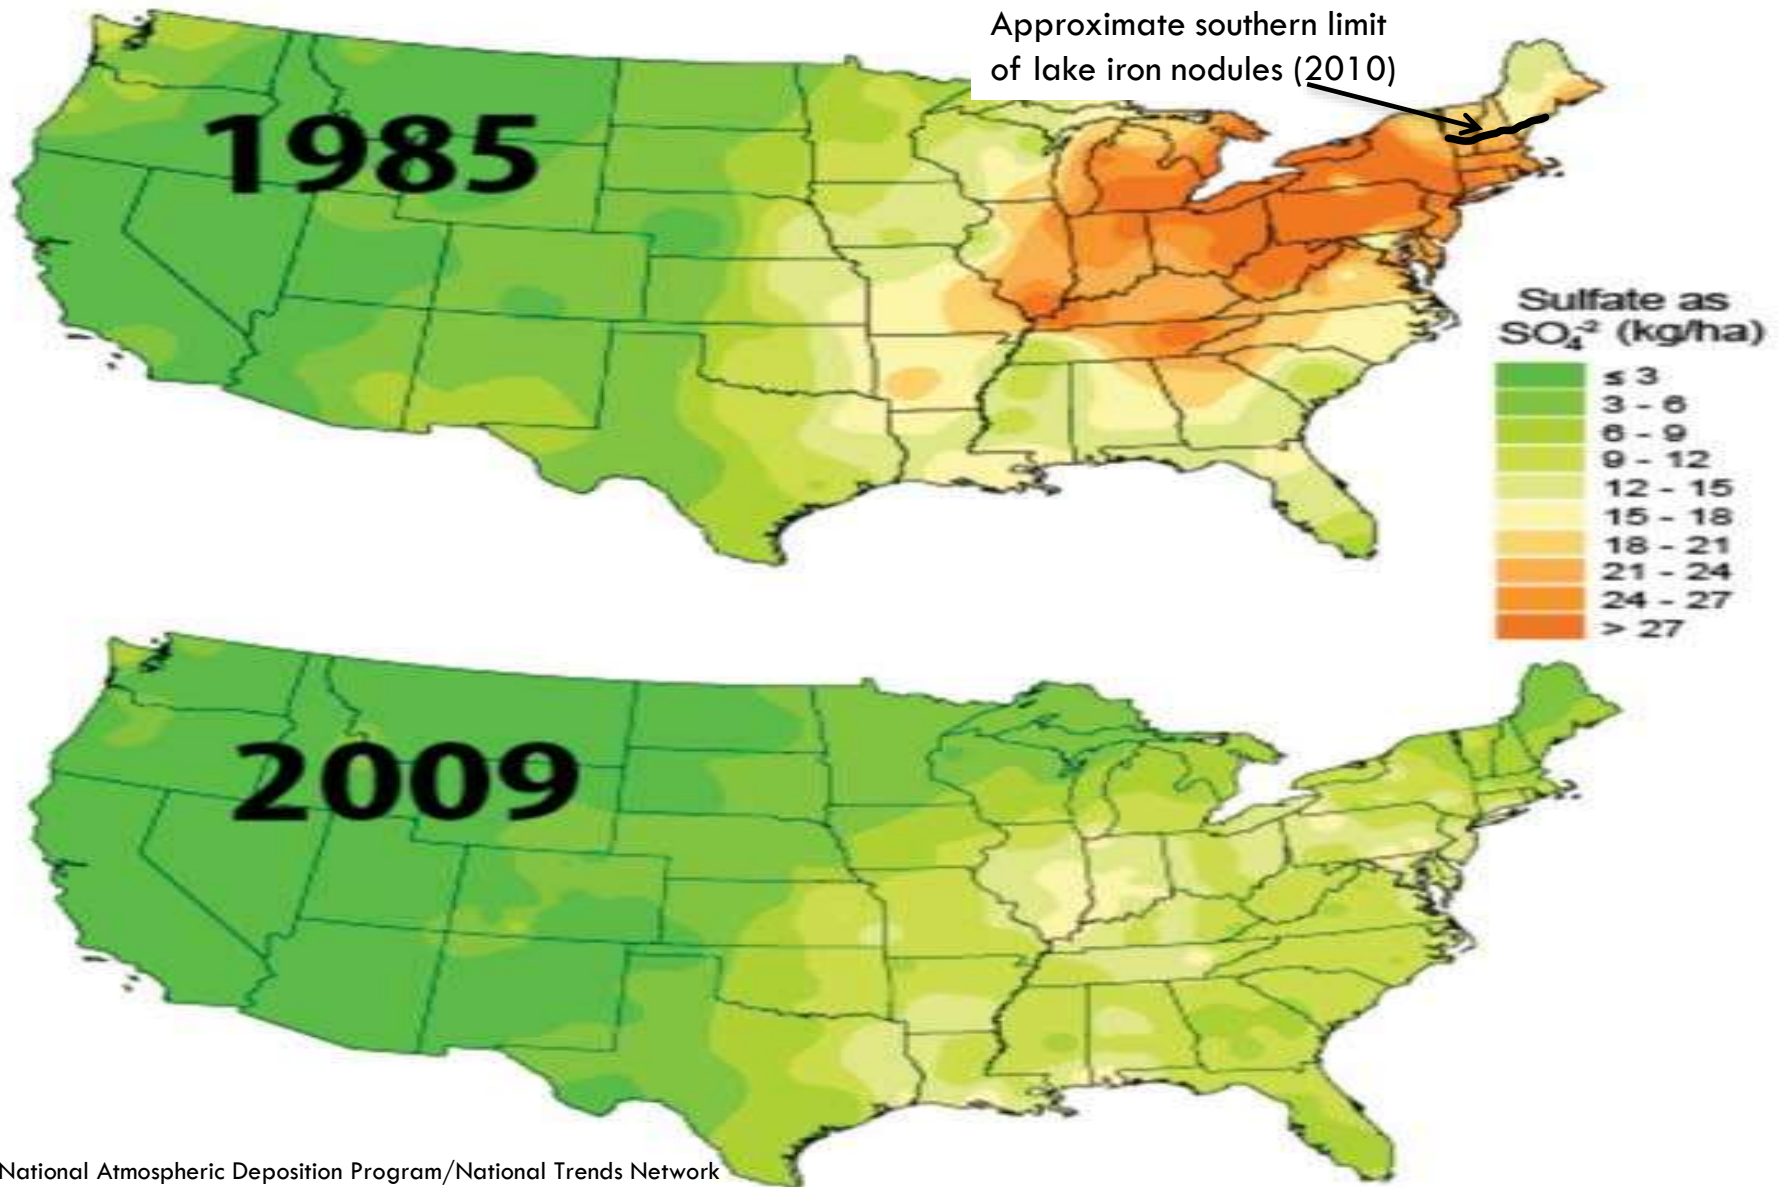 Approximate southern limit
of lake iron nodules (2010)
1985
Sulfate as
SO₄⁻² (kg/ha)
≤ 3
3 - 6
6 - 9
9 - 12
12 - 15
15 - 18
18 - 21
21 - 24
24 - 27
> 27
2009
National Atmospheric Deposition Program/National Trends Network